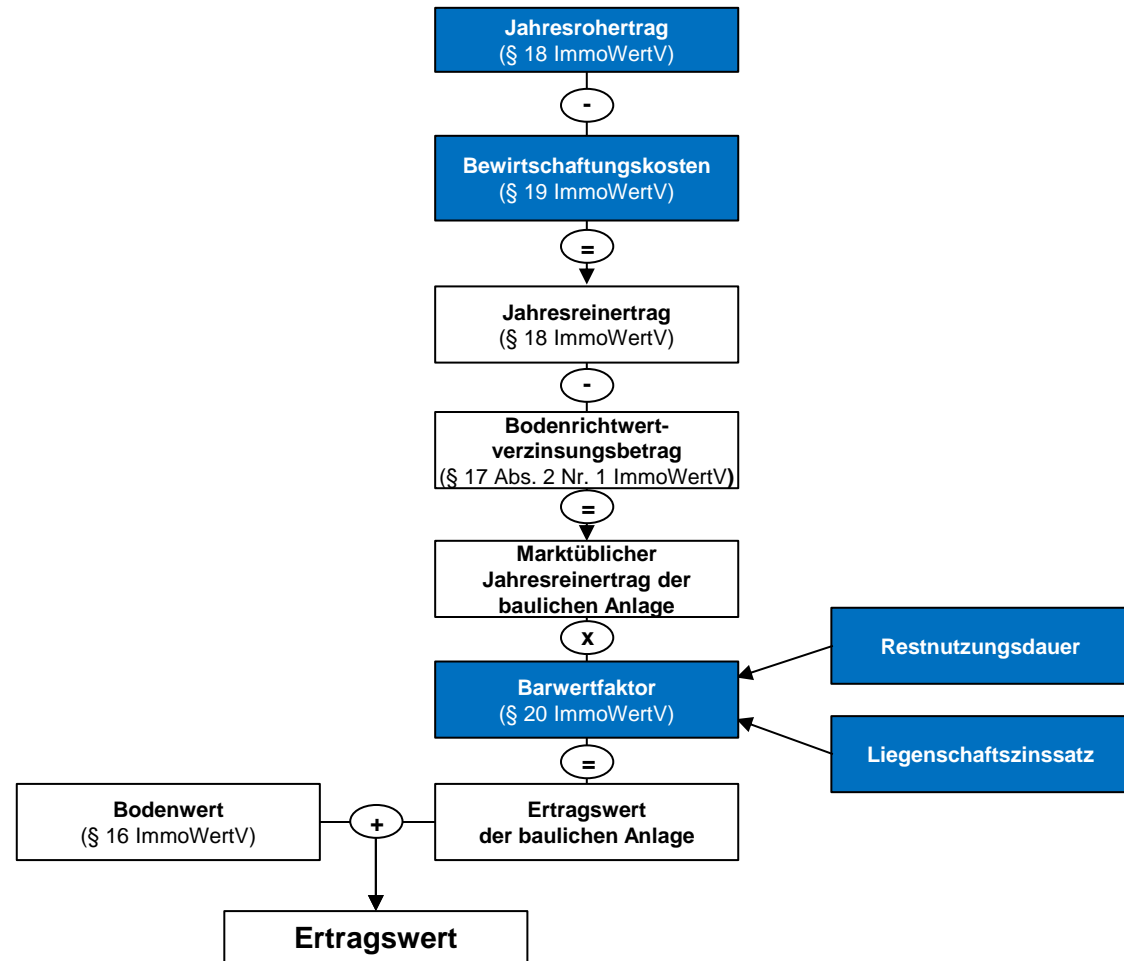 Jahresrohertrag
(§ 18 ImmoWertV)
-
Bewirtschaftungskosten
(§ 19 ImmoWertV)
=
Jahresreinertrag
(§ 18 ImmoWertV)
-
Bodenrichtwert-
verzinsungsbetrag
(§ 17 Abs. 2 Nr. 1 ImmoWertV)
=
Marktüblicher
Jahresreinertrag der
baulichen Anlage
x
Restnutzungsdauer
Barwertfaktor
(§ 20 ImmoWertV)
Liegenschaftszinssatz
=
Bodenwert
(§ 16 ImmoWertV)
+
Ertragswert
der baulichen Anlage
Ertragswert